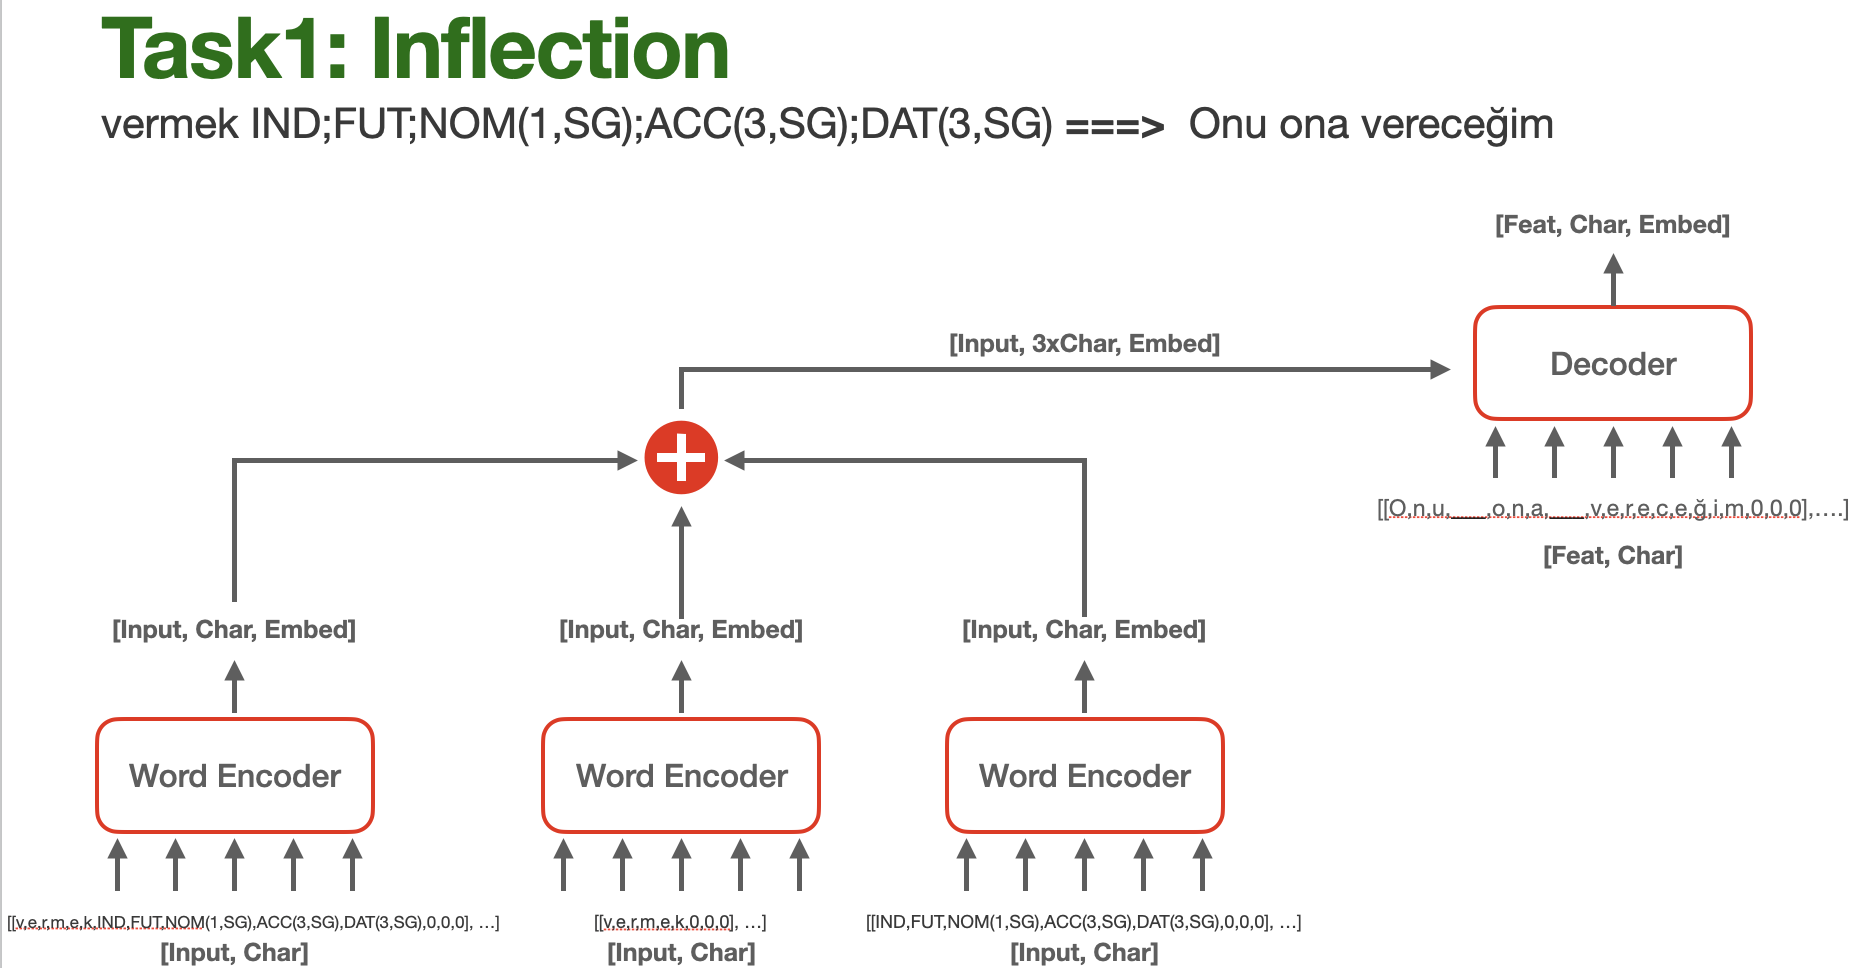 Task1: Inflection
vermek IND;FUT;NOM(1,SG);ACC(3,SG);DAT(3,SG) ===> Onu ona vereceğim
[Feat, Char, Embed]
[Input, 3xChar, Embed]
Decoder
[[O,n,u,___,o,n,a,___,v,e,r,e,c,e,ğ,i,m,0,0,0],….]
[Feat, Char]
[Input, Char, Embed]
[Input, Char, Embed]
[Input, Char, Embed]
Word Encoder
Word Encoder
Word Encoder
[[v,e,r,m,e,k,IND,FUT,NOM(1,SG),ACC(3,SG),DAT(3,SG),0,0,0], …]
[[v,e,r,m,e,k,0,0,0], …]
[[IND,FUT,NOM(1,SG),ACC(3,SG),DAT(3,SG),0,0,0], …]
[Input, Char]
[Input, Char]
[Input, Char]